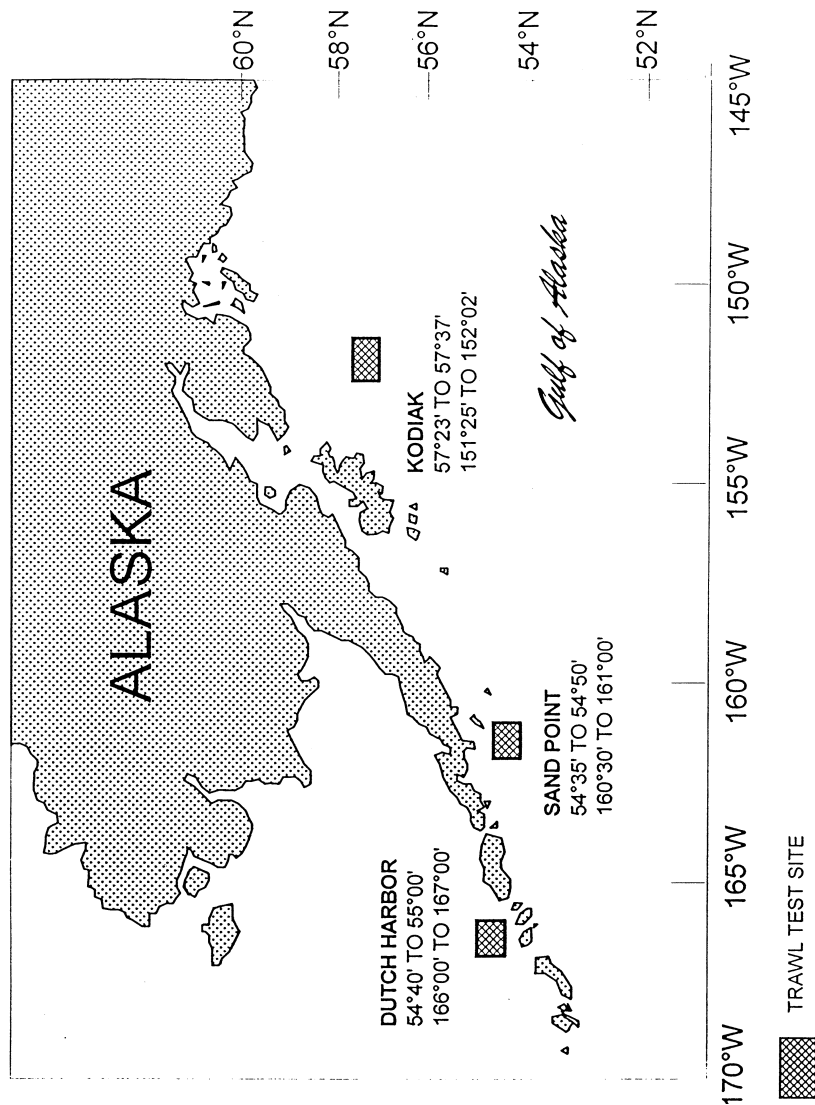 ALASKA
60°N
58°N
56°N
54°N
52°N
DUTCH HARBOR
54°40' TO 55°00'
166°00' TO 167°00'
SAND POINT
54°35' TO 54°50'
160°30' TO 161°00'
KODIAK
57°23' TO 57°37'
151°25' TO 152°02'
Gulf of Alaska
170°W
165°W
160°W
155°W
150°W
145°W
TRAWL TEST SITE